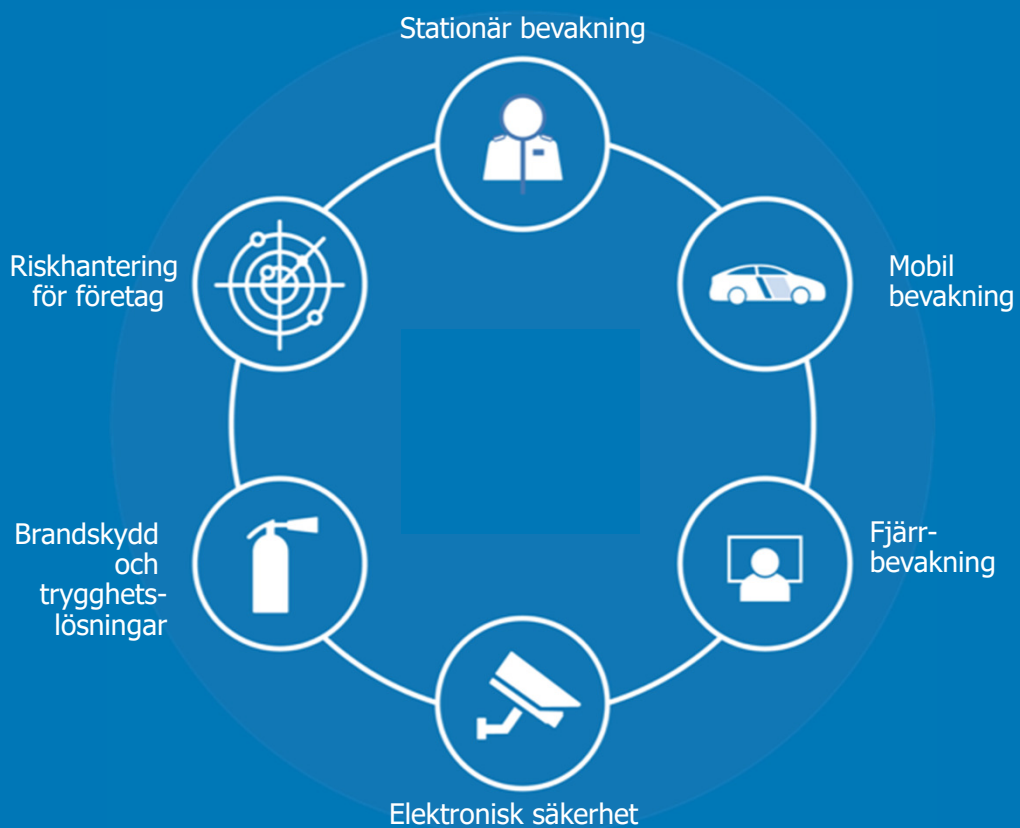 Stationär bevakning
Mobil
bevakning
Fjärr-
bevakning
Elektronisk säkerhet
Brandskydd
och
trygghets-
lösningar
Riskhantering
för företag